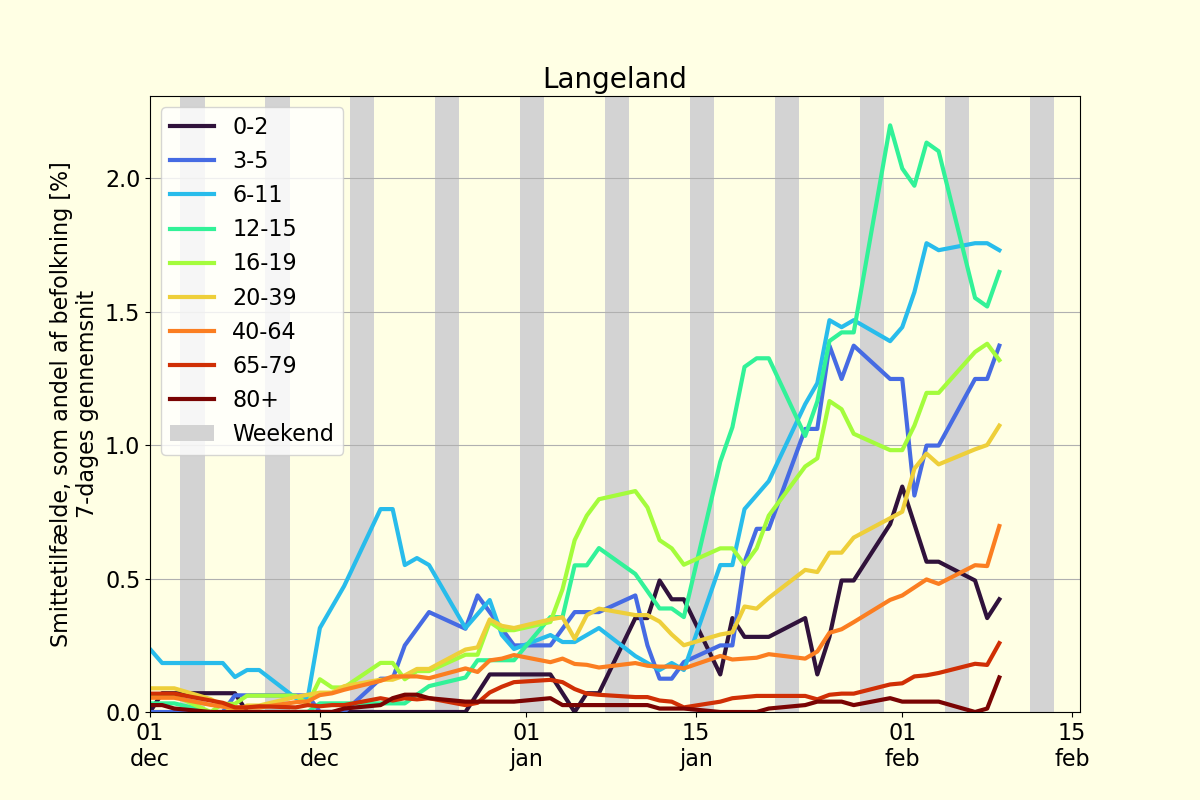 Langeland
Smittetilfælde, som andel af befolkning [%]
7-dages gennemsnit
2.0
1.5
1.0
0.5
0.0
0-2
3-5
6-11
12-15
16-19
20-39
40-64
65-79
80+
Weekend
01 15 01 15 01 15
dec dec jan jan feb feb